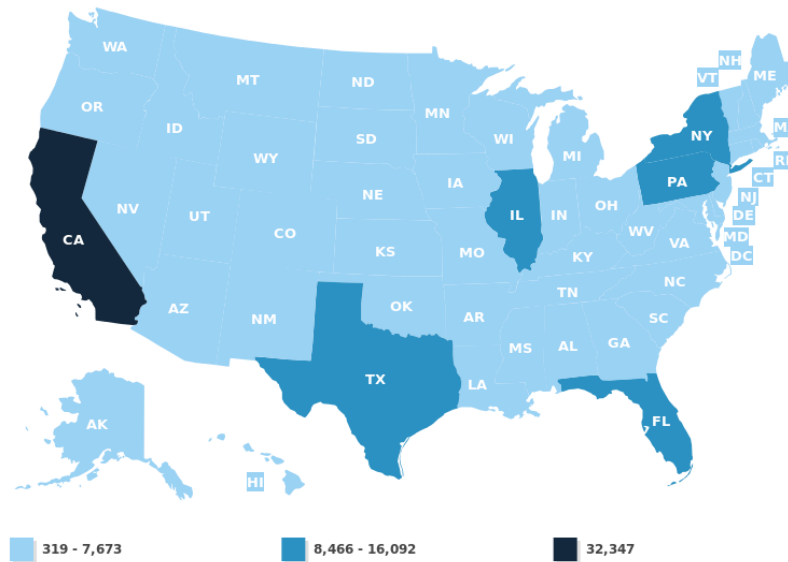 WA
MT
ND
MN
ME
NH
VT
OR
ID
SD
WI
MI
NY
WY
IA
PA
RI
CT
NV
UT
NE
IL
IN
OH
NJ
DE
CA
CO
KS
MO
KY
WV
VA
MD
DC
AZ
NM
OK
AR
TN
NC
SC
MS
AL
GA
TX
LA
FL
AK
HI
319 - 7,673
8,466 - 16,092
32,347